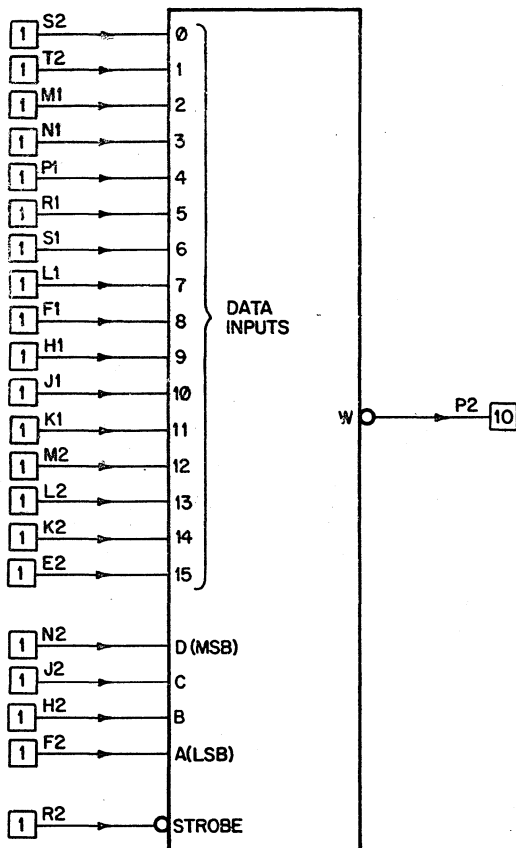 S2
1 0
T2
1 1
M1
1 2
N1
1 3
P1
1 4
R1
1 5
S1
1 6
L1
1 7
F1
1 8
DATA
INPUTS
H1
1 9
J1
1 10
K1
1 11
W P2 10
M2
1 12
L2
1 13
K2
1 14
E2
1 15
N2
1 D (MSB)
J2
1 C
H2
1 B
F2
1 A(LSB)
R2
1 STROBE